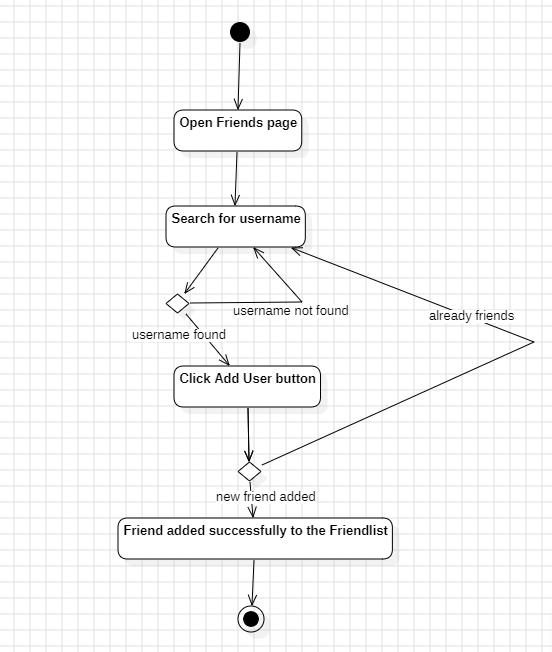 Open Friends page
Search for username
username not found
already friends
username found
Click Add User button
new friend added
Friend added successfully to the Friendlist